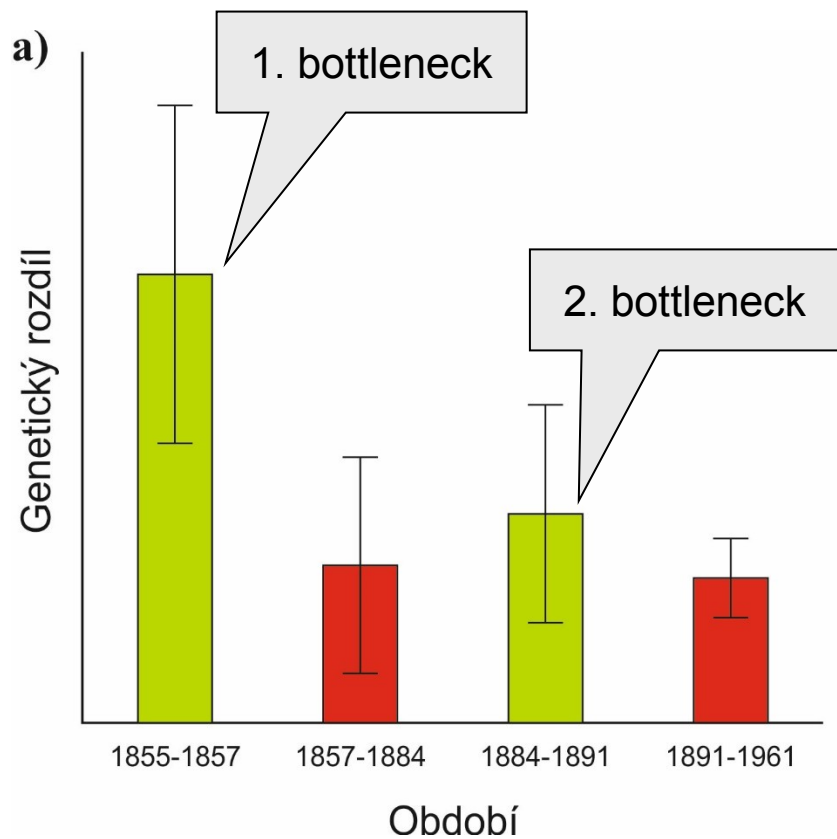 a)
1. bottleneck
2. bottleneck
Genetický rozdíl
1855-1857
1857-1884
1884-1891
1891-1961
Období